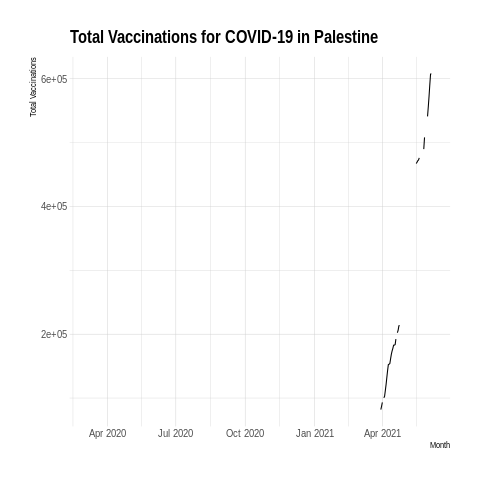 Total Vaccinations for COVID-19 in Palestine
Total Vaccinations
6e+05
4e+05
2e+05
Apr 2020 Jul 2020 Oct 2020 Jan 2021 Apr 2021
Month